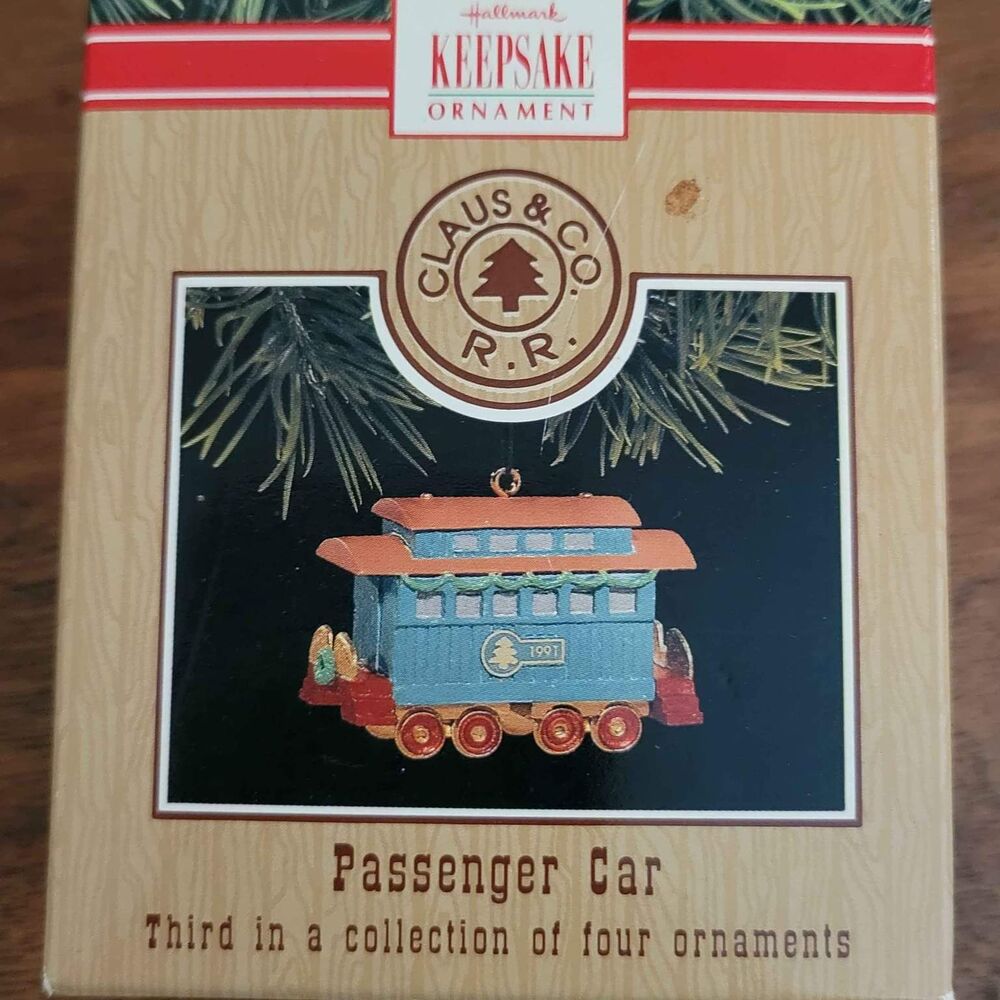 Hallmark
KEEPSAKE
ORNAMENT
CLAUS & CO.
R.R.
1991
Passenger Car
Third in a collection of four ornaments